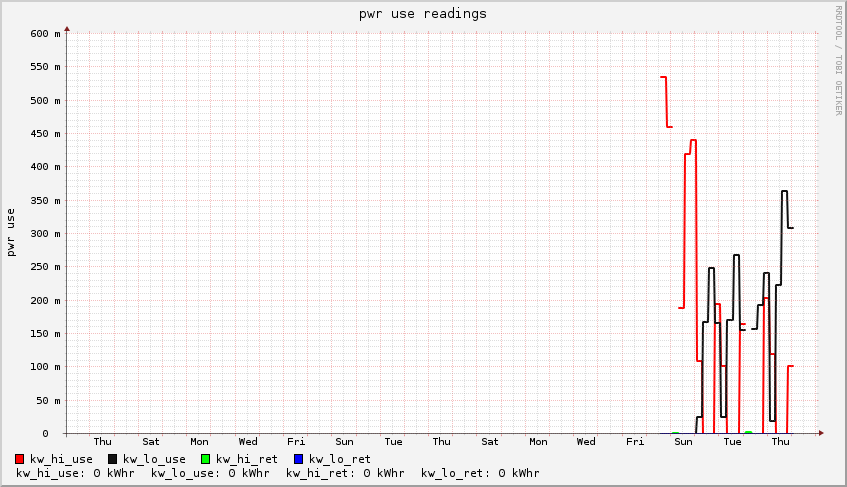 pwr use readings
RRDTOOL / TOBI OETIKER
600 m
550 m
500 m
450 m
400 m
350 m
300 m
250 m
200 m
150 m
100 m
50 m
0
pwr use
Thu Sat Mon Wed Fri Sun Tue Thu Sat Mon Wed Fri Sun Tue Thu
kw_hi_use kw_lo_use kw_hi_ret kw_lo_ret
kw_hi_use: 0 kWhr kw_lo_use: 0 kWhr kw_hi_ret: 0 kWhr kw_lo_ret: 0 kWhr